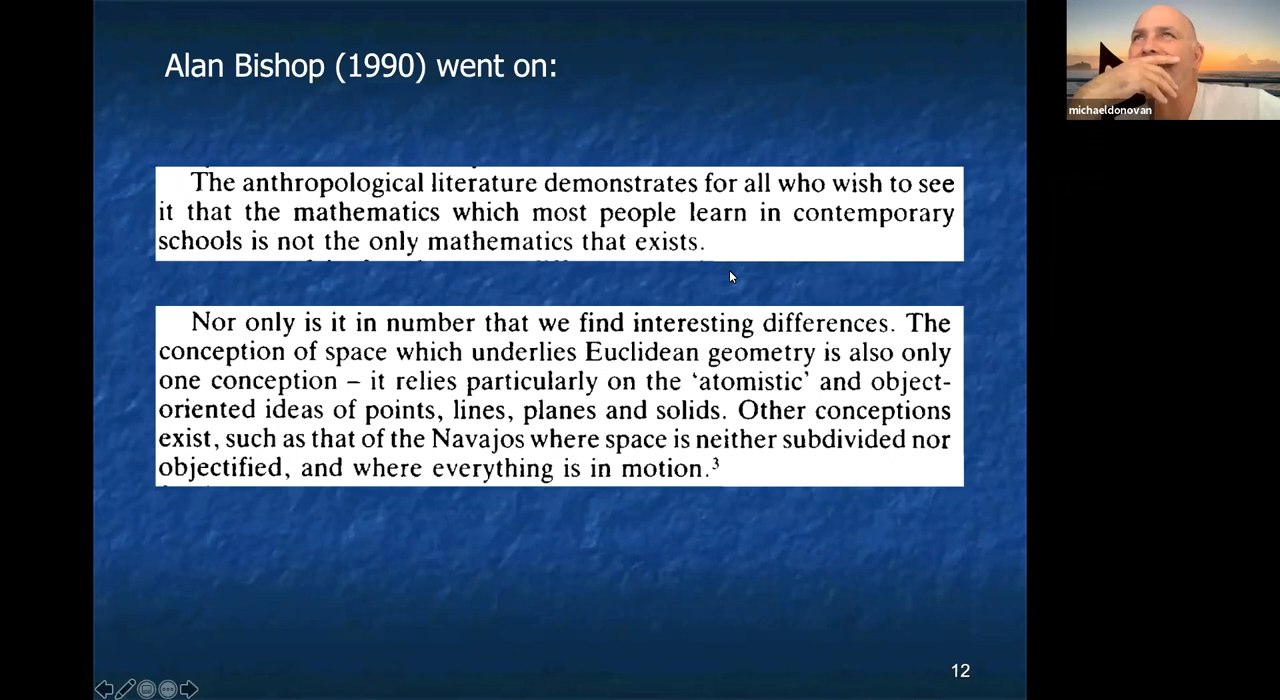 Alan Bishop (1990) went on:
The anthropological literature demonstrates for all who wish to see
it that the mathematics which most people learn in contemporary
schools is not the only mathematics that exists.
Nor only is it in number that we find interesting differences. The
conception of space which underlies Euclidean geometry is also only
one conception – it relies particularly on the ‘atomistic’ and object-
oriented ideas of points, lines, planes and solids. Other conceptions
exist, such as that of the Navajos where space is neither subdivided nor
objectified, and where everything is in motion.³
12
michaeldonovan